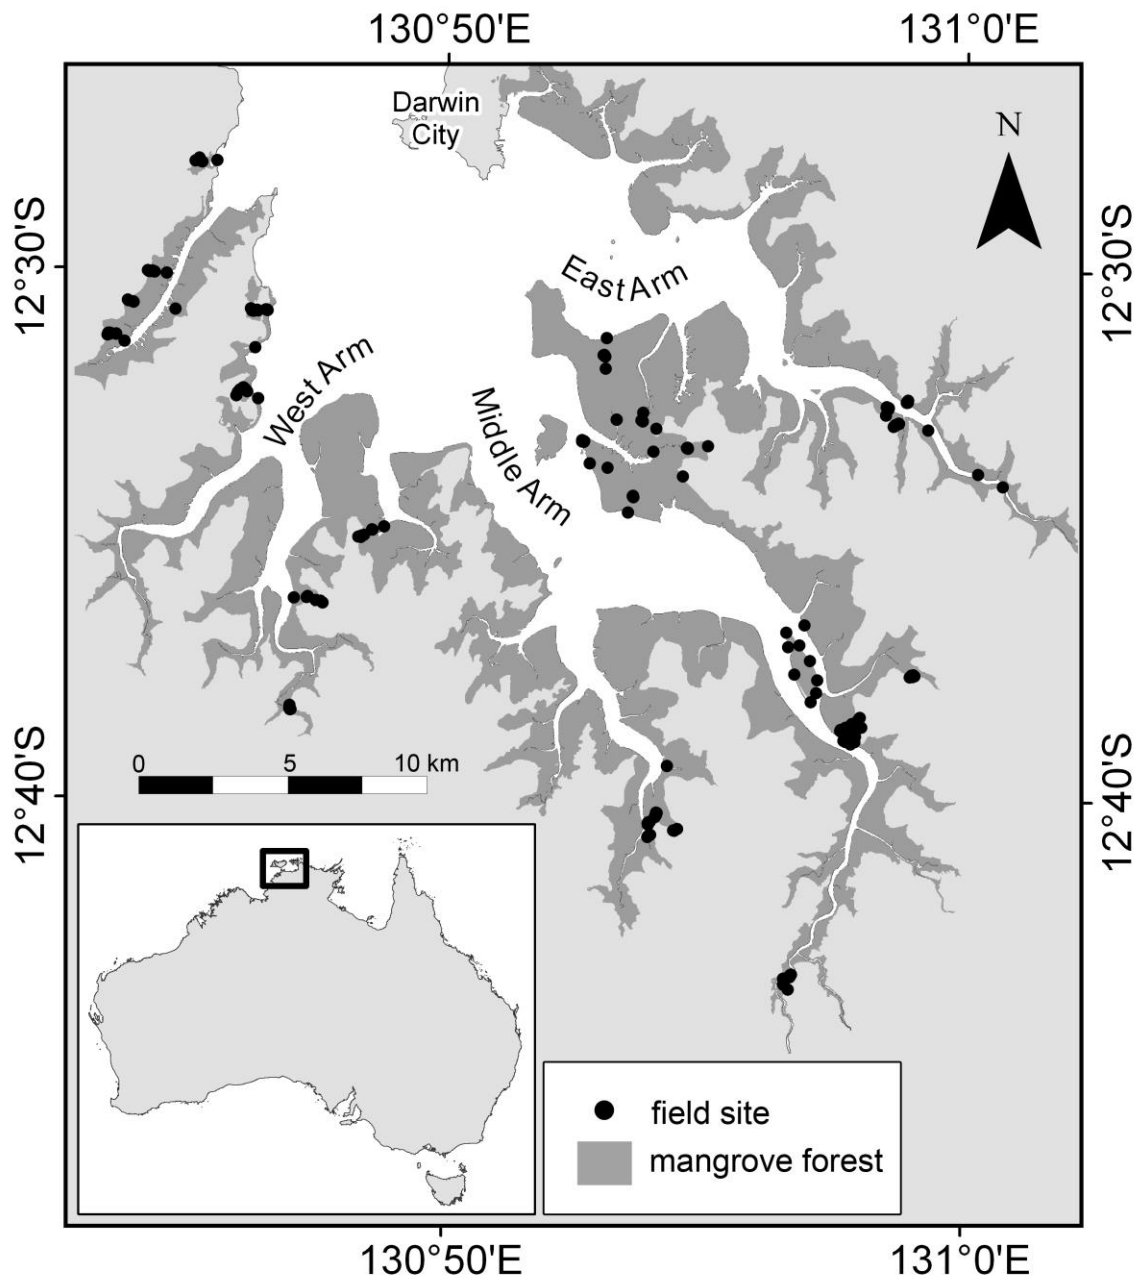 130°50'E
131°0'E
Darwin
City
N
12°30'S
12°30'S
East Arm
West Arm
Middle Arm
0
5
10 km
12°40'S
12°40'S
field site
mangrove forest
130°50'E
131°0'E